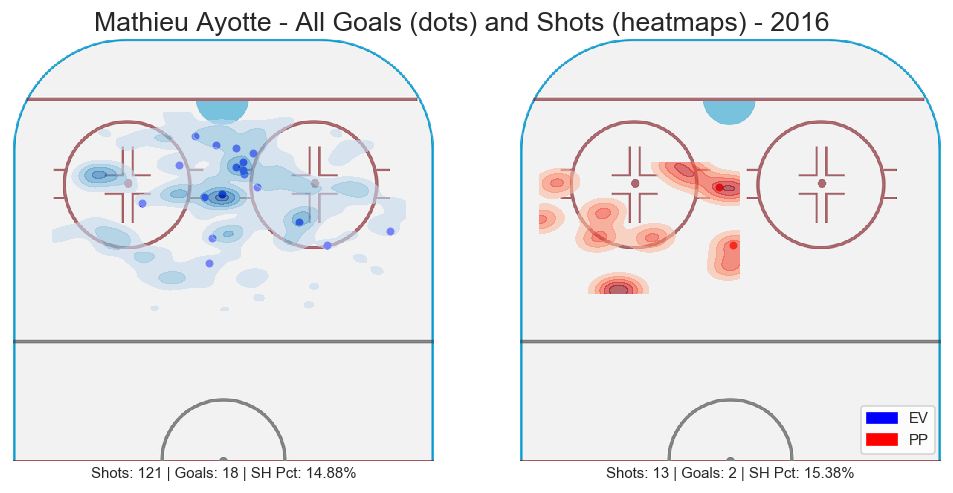 Mathieu Ayotte - All Goals (dots) and Shots (heatmaps) - 2016
EV
PP
Shots: 121 | Goals: 18 | SH Pct: 14.88%
Shots: 13 | Goals: 2 | SH Pct: 15.38%